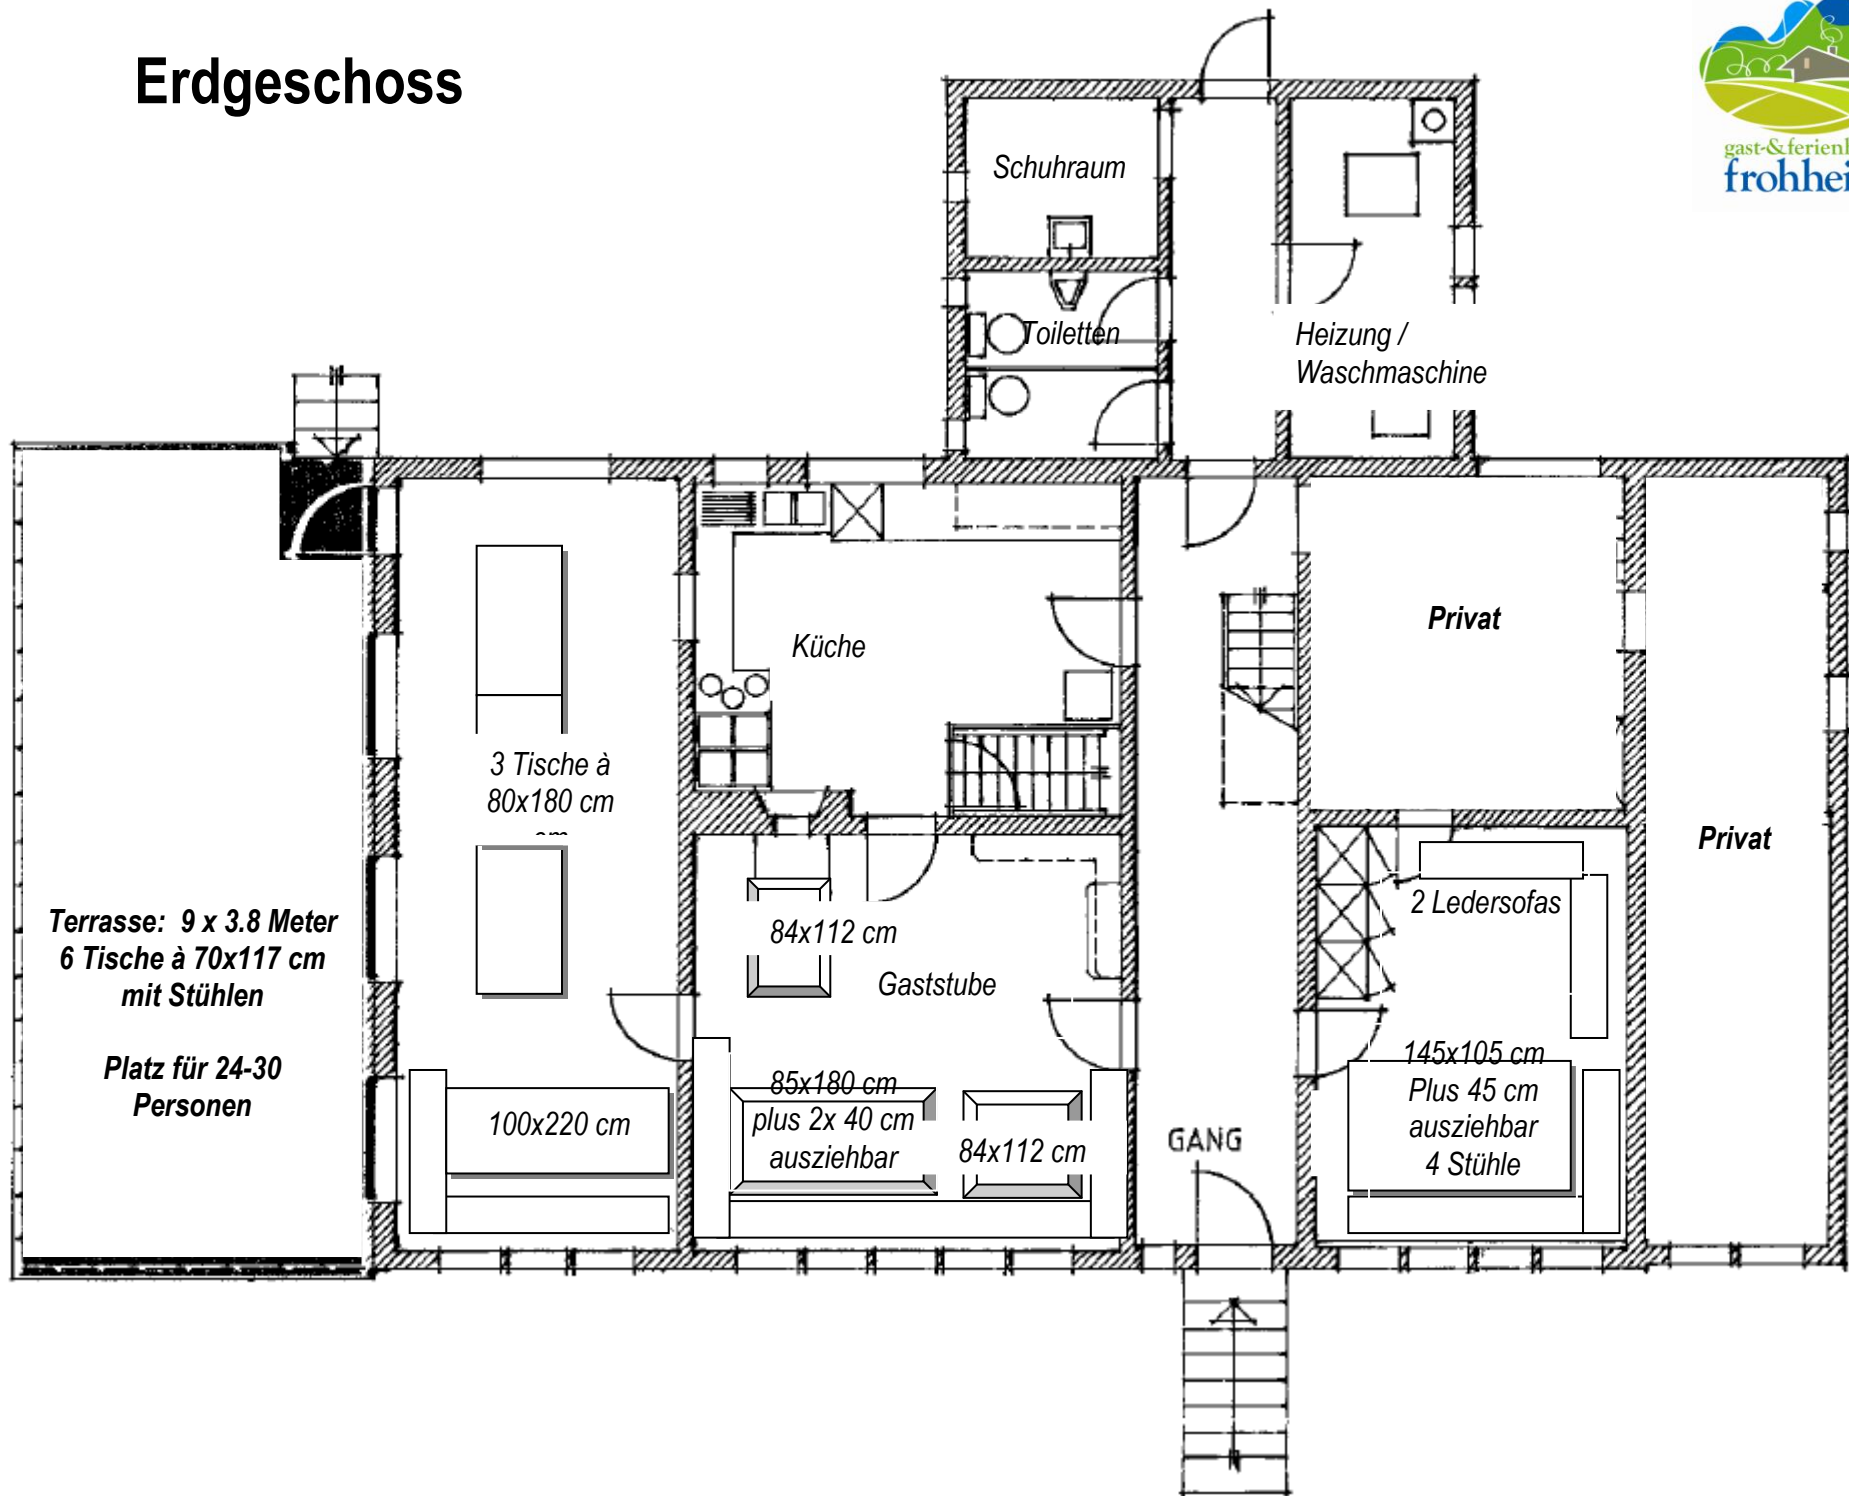 Erdgeschoss
gast-&ferienh
frohhei
Schuhraum
Toiletten
Heizung /
Waschmaschine
Küche
Privat
3 Tische à
80x180 cm
Privat
Terrasse: 9 x 3.8 Meter
6 Tische à 70x117 cm
mit Stühlen
Platz für 24-30
Personen
84x112 cm
Gaststube
2 Ledersofas
100x220 cm
85x180 cm
plus 2x 40 cm
ausziehbar
84x112 cm
GANG
145x105 cm
Plus 45 cm
ausziehbar
4 Stühle